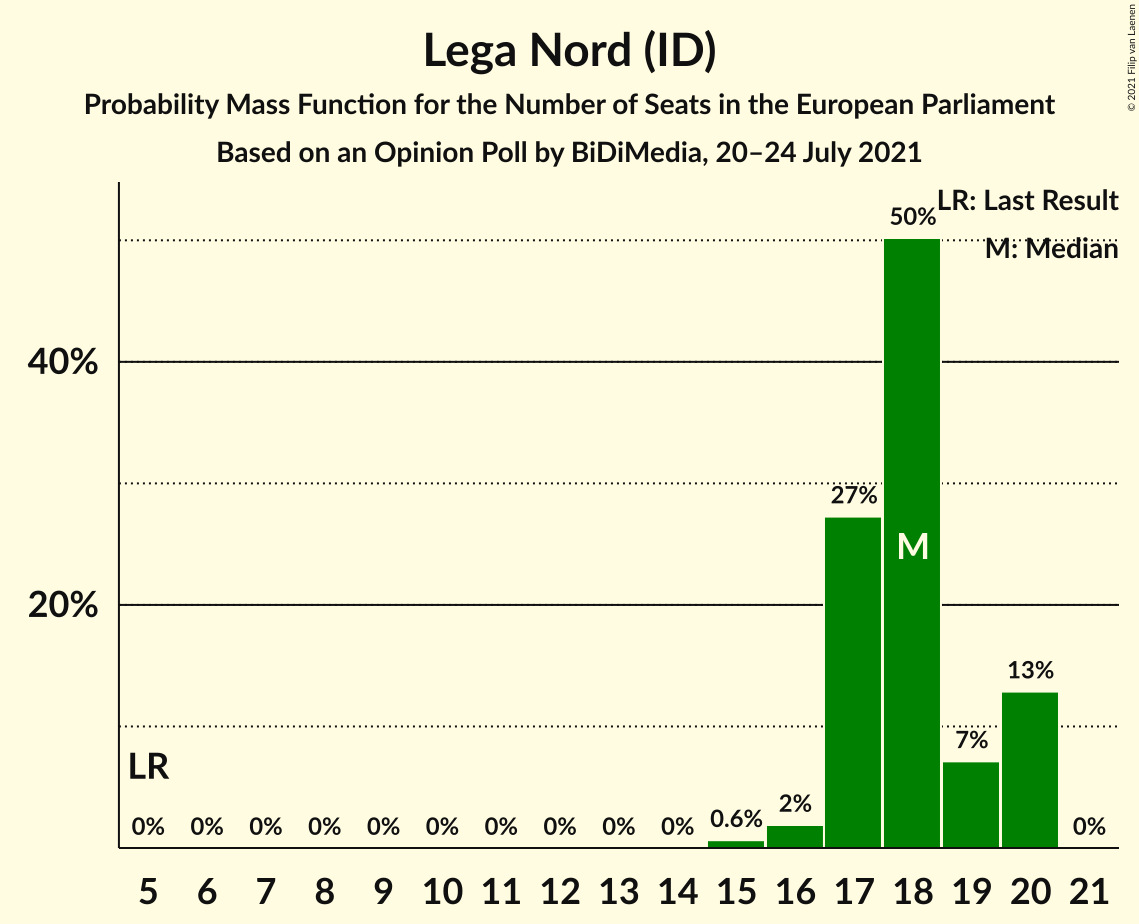 Lega Nord (ID)
Probability Mass Function for the Number of Seats in the European Parliament
Based on an Opinion Poll by BiDiMedia, 20–24 July 2021
© 2021 Filip van Laenen
LR: Last Result
M: Median
50%
40%
27%
M
20%
13%
7%
LR
2%
0.6%
0% 0% 0% 0% 0% 0% 0% 0% 0% 0% 0%
5 6 7 8 9 10 11 12 13 14 15 16 17 18 19 20 21